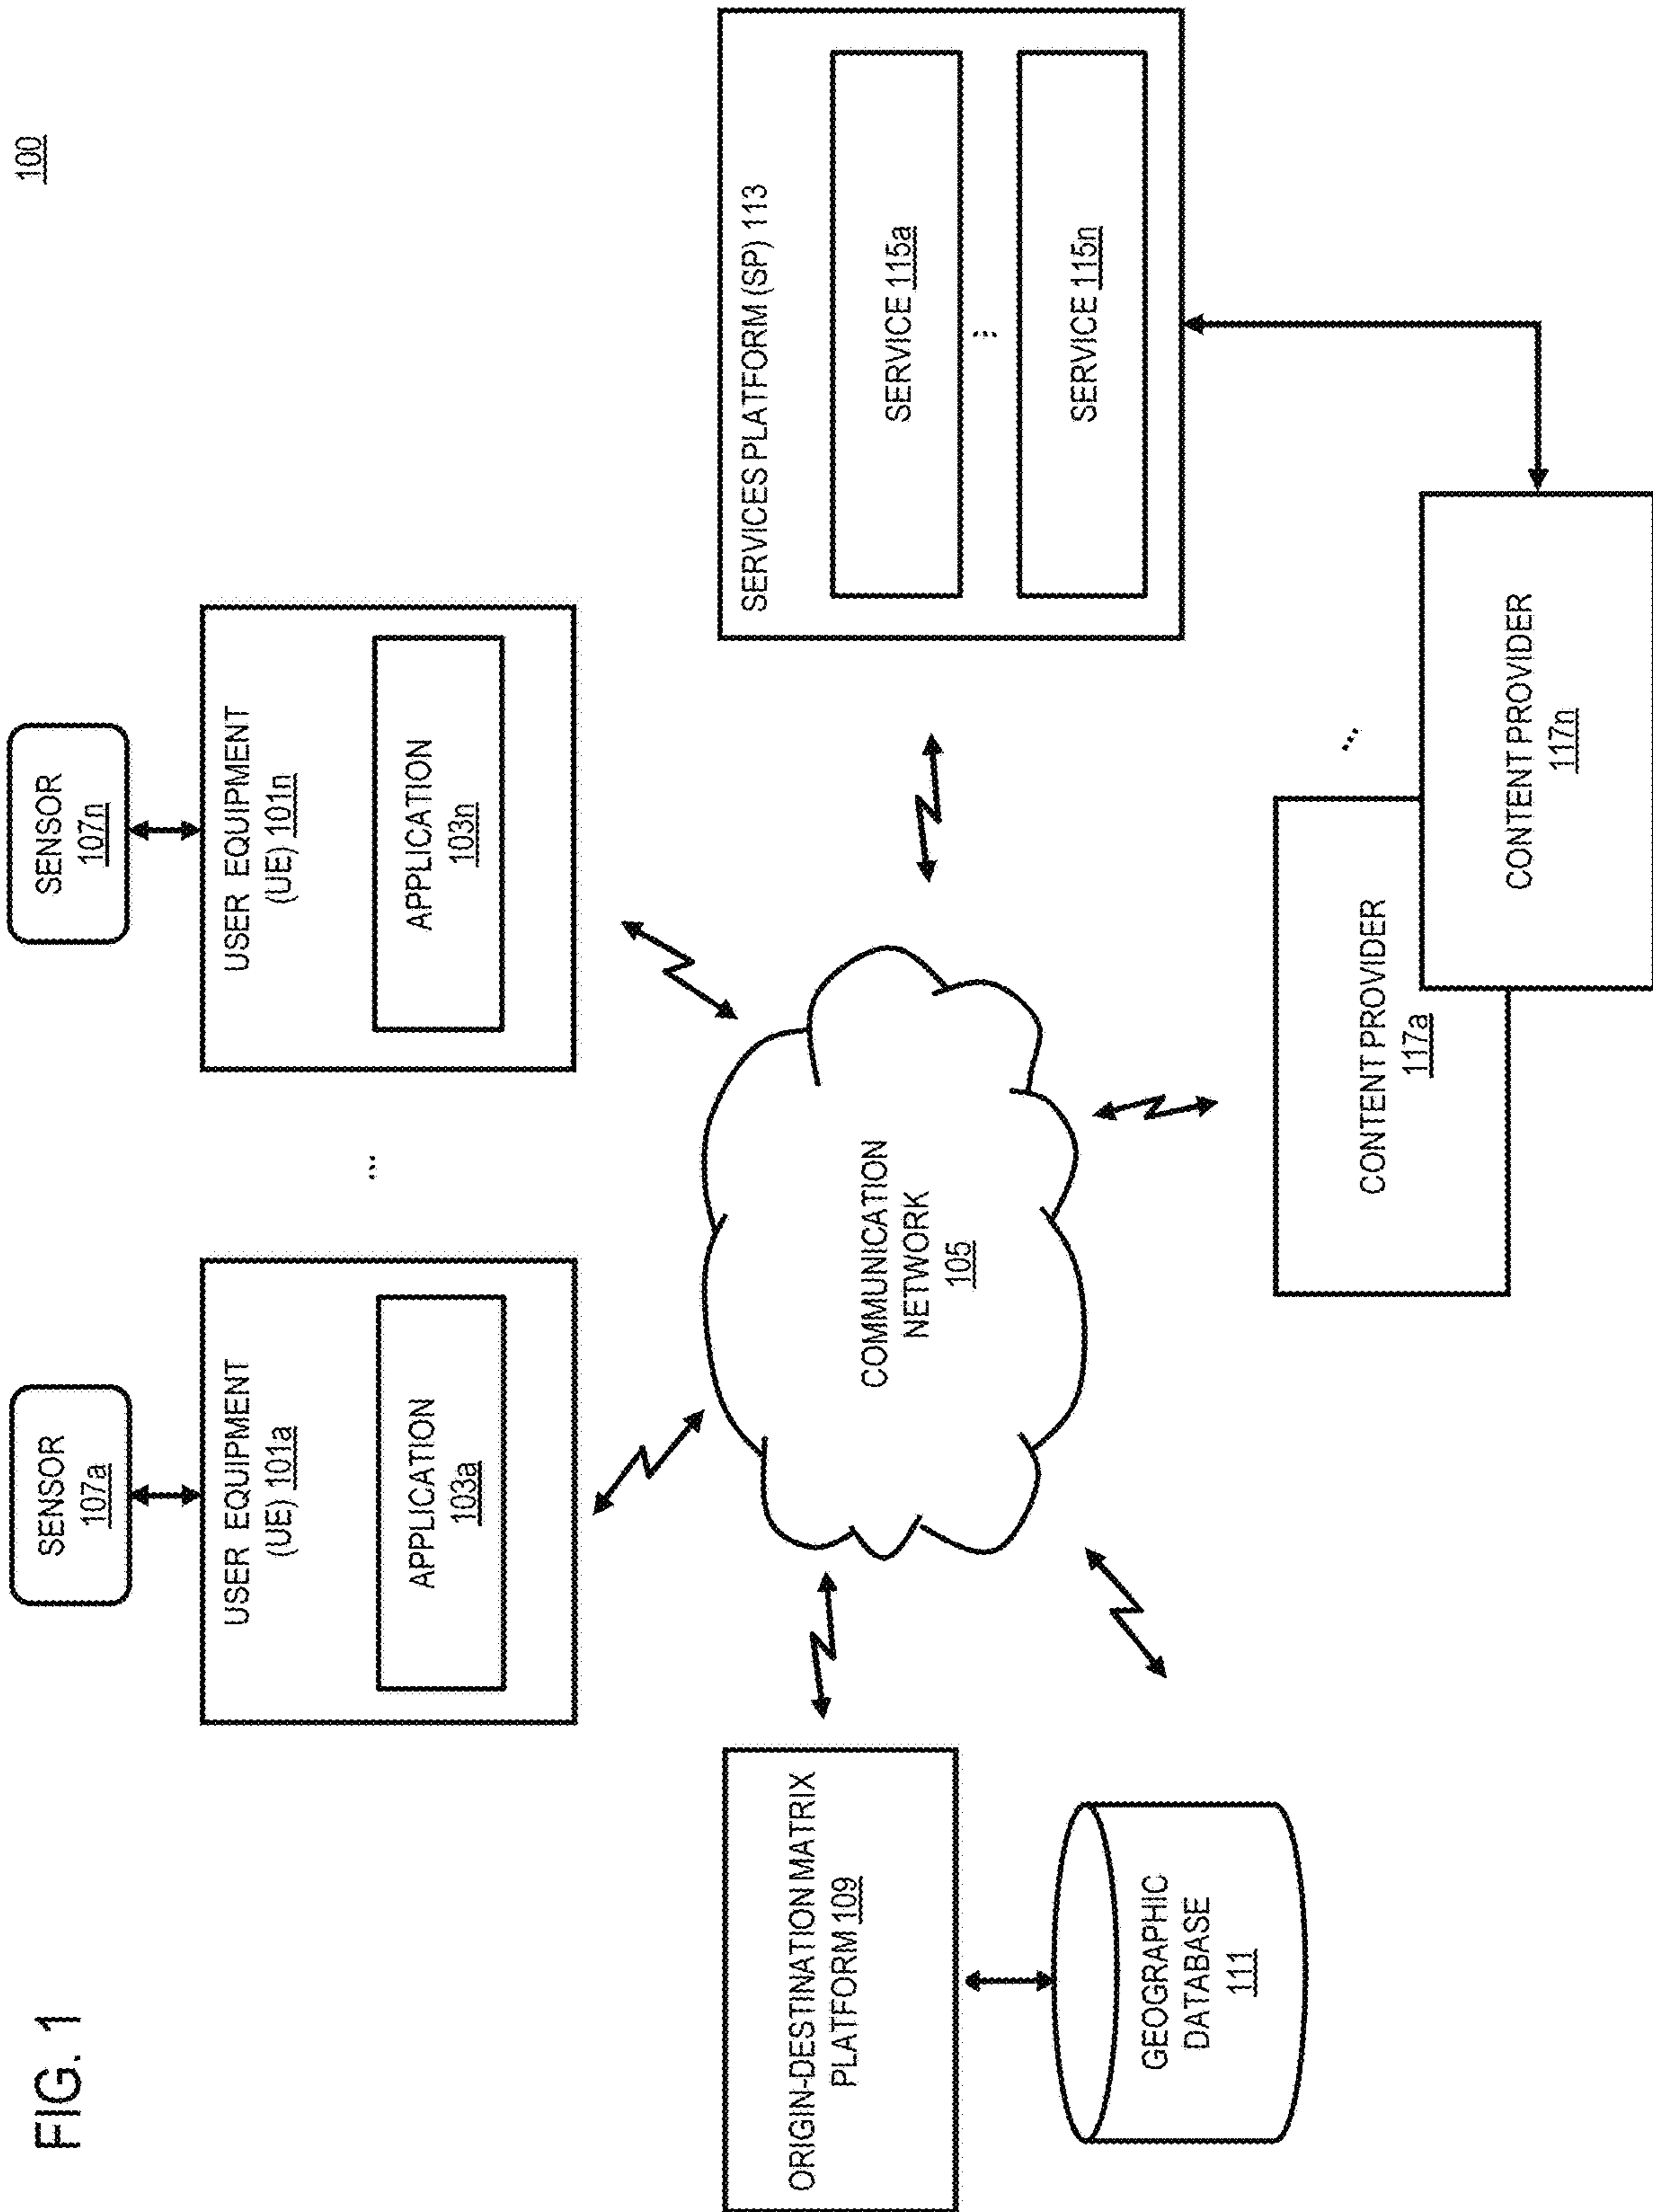 FIG. 1
100
SENSOR
107a
SENSOR
107n
USER EQUIPMENT
(UE) 101a
APPLICATION
103a
...
USER EQUIPMENT
(UE) 101n
APPLICATION
103n
ORIGIN-DESTINATION MATRIX
PLATFORM 109
GEOGRAPHIC
DATABASE
111
COMMUNICATION
NETWORK
105
SERVICES PLATFORM (SP) 113
SERVICE 115a
...
SERVICE 115n
CONTENT PROVIDER
117a
...
CONTENT PROVIDER
117n